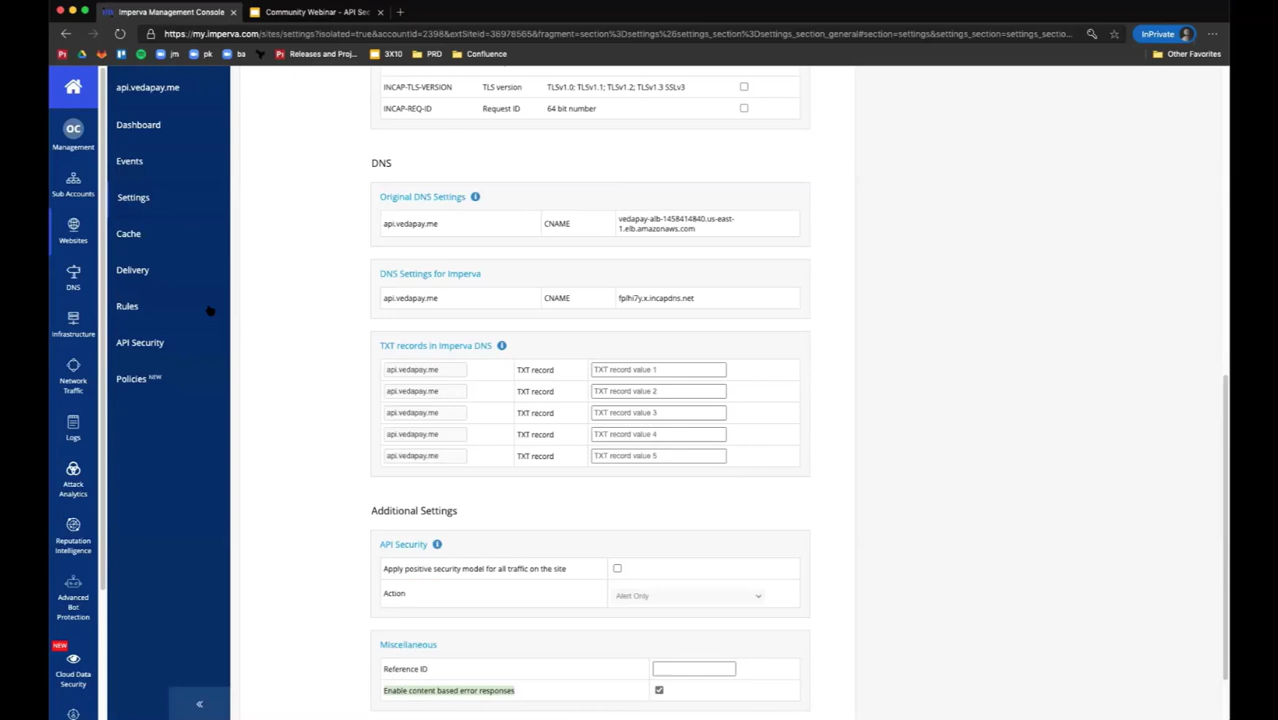 Imperva Management Console
Community Webinar - API Sec
https://my.imperva.com/sites/settings?isolated=true&accountid=2398&extSiteId=36978565&fragment=section%3Dsettings%26settings_section%3Dsettings_section_general#section=settings&settings_section=settings_sectio...
InPrivate
jm
pk
ba
Releases and Proj...
3X10
PRD
Confluence
Other Favorites
OC
Management
Sub Accounts
Websites
DNS
Infrastructure
Network
Traffic
Logs
Attack
Analytics
Reputation
Intelligence
Advanced
Bot
Protection
NEW
Cloud Data
Security
api.vedapay.me
Dashboard
Events
Settings
Cache
Delivery
Rules
API Security
Policies NEW
«
INCAP-TLS-VERSION TLS version TLSv1.0; TLSv1.1; TLSv1.2; TLSv1.3 SSLv3
INCAP-REQ-ID Request ID 64 bit number
DNS
Original DNS Settings
api.vedapay.me CNAME vedapay-alb-1458414840.us-east-
1.elb.amazonaws.com
DNS Settings for Imperva
api.vedapay.me CNAME fplhi7y.x.incapdns.net
TXT records in Imperva DNS
api.vedapay.me TXT record TXT record value 1
api.vedapay.me TXT record TXT record value 2
api.vedapay.me TXT record TXT record value 3
api.vedapay.me TXT record TXT record value 4
api.vedapay.me TXT record TXT record value 5
Additional Settings
API Security
Apply positive security model for all traffic on the site
Action Alert Only
Miscellaneous
Reference ID
Enable content based error responses